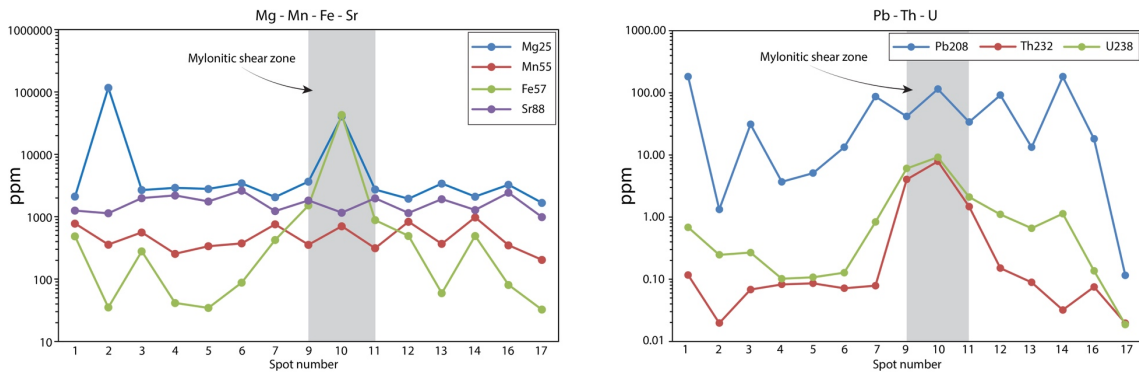 Mg - Mn - Fe - Sr
1000000
100000
10000
1000
100
10
ppm
Mylonitic shear zone
Mg25
Mn55
Fe57
Sr88
1 2 3 4 5 6 7 9 10 11 12 13 14 16 17
Spot number
Pb - Th - U
1000.00
100.00
10.00
1.00
0.10
0.01
ppm
Mylonitic shear zone
Pb208 Th232 U238
1 2 3 4 5 6 7 9 10 11 12 13 14 16 17
Spot number